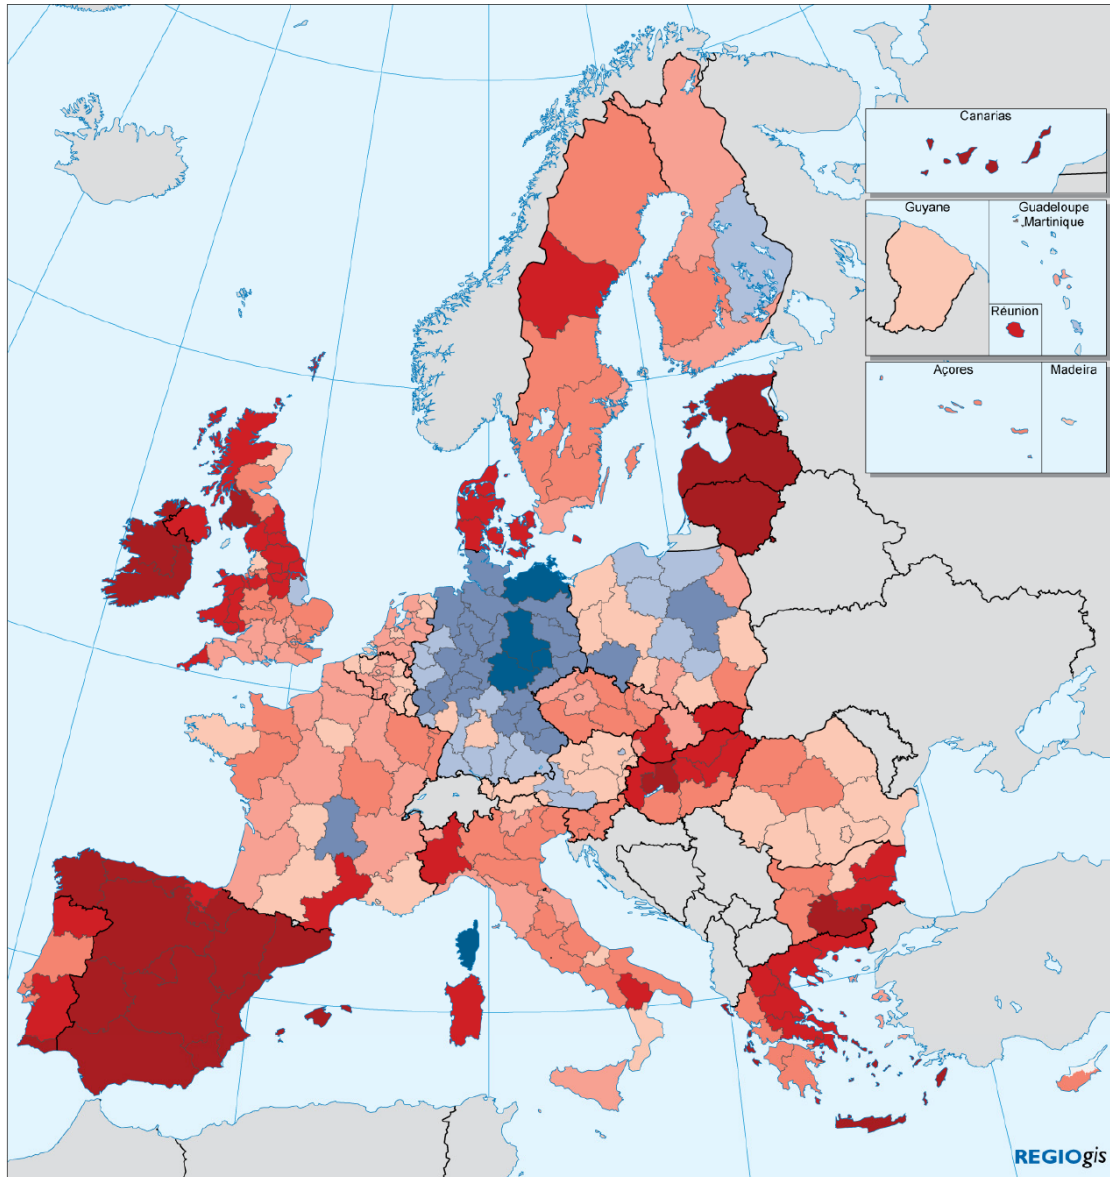 Canarias
Guyane
Guadeloupe
Martinique
Réunion
Açores
Madeira
REGIOgis